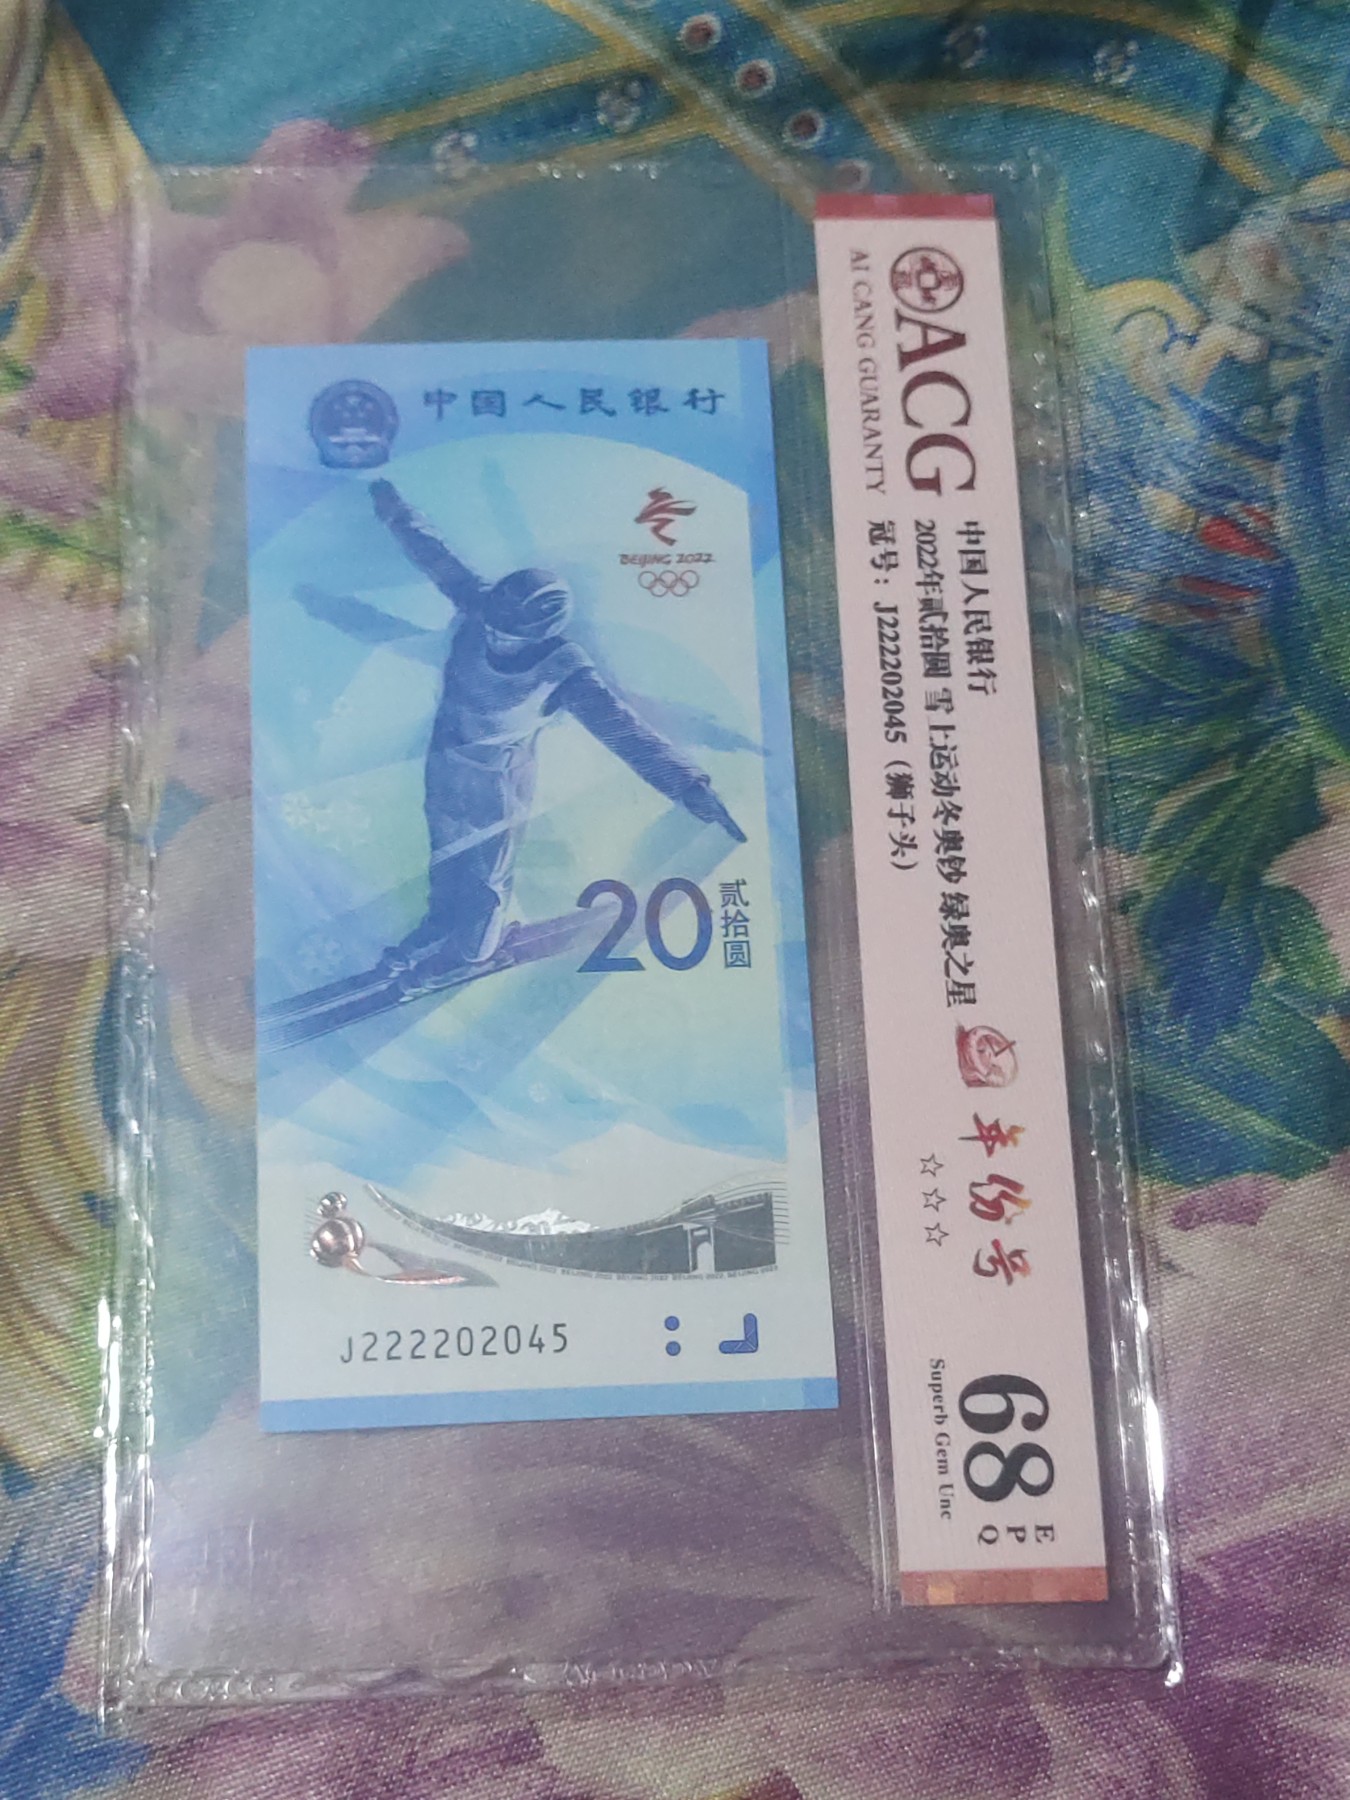 中国人民银行
BEIJING 2022
20
贰拾圆
J222202045
ACG
AI CANG GUARANTY
中国人民银行
2022年贰拾圆 雪上运动冬奥钞 绿奥之星
冠号：J222202045（狮子头）
年份号
☆☆☆
68
EPQ
Superb Gem Unc